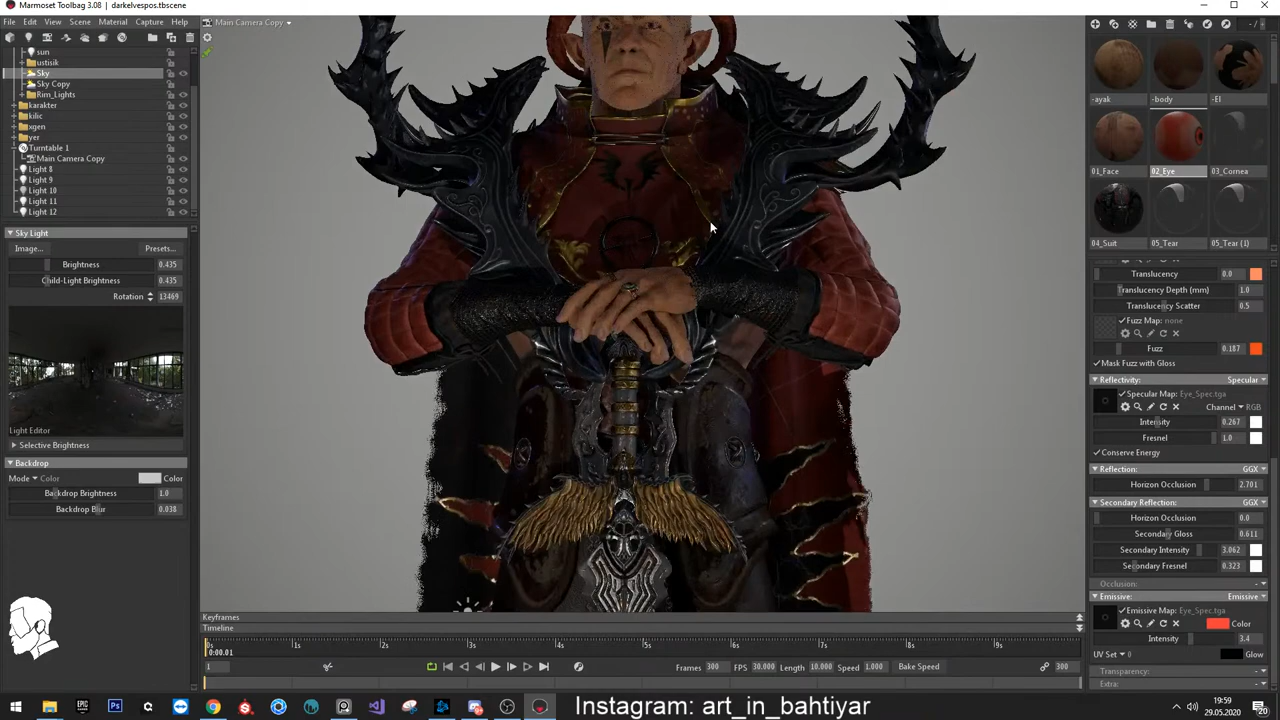 Marmoset Toolbag 3.08 | darkelvespos.tbscene
File Edit View Scene Material Capture Help
Main Camera Copy
sun
ustisik
Sky
Sky Copy
Rim_Lights
karakter
kilic
xgen
yer
Turntable 1
Main Camera Copy
Light 8
Light 9
Light 10
Light 11
Light 12
Sky Light
Image... Presets...
Brightness 0.435
Child-Light Brightness 0.435
Rotation 13469
Light Editor
Selective Brightness
Backdrop
Mode Color Color
Backdrop Brightness 1.0
Backdrop Blur 0.038
Keyframes
Timeline
0s 1s 2s 3s 4s 5s 6s 7s 8s 9s
0:00.01
1 Frames 300 FPS 30.000 Length 10.000 Speed 1.000 Bake Speed 300
-ayak -body -El
01_Face 02_Eye 03_Cornea
04_Suit 05_Tear 05_Tear (1)
Translucency 0.0
Translucency Depth (mm) 1.0
Translucency Scatter 0.5
Fuzz Map: none
Fuzz 0.187
Mask Fuzz with Gloss
Reflectivity: Specular
Specular Map: Eye_Spec.tga
Channel RGB
Intensity 0.267
Fresnel 1.0
Conserve Energy
Reflection: GGX
Horizon Occlusion 2.701
Secondary Reflection: GGX
Horizon Occlusion 0.0
Secondary Gloss 0.611
Secondary Intensity 3.062
Secondary Fresnel 0.323
Occlusion:
Emissive: Emissive
Emissive Map: Eye_Spec.tga
Color
Intensity 3.4
UV Set 0 Glow
Transparency:
Extra:
Instagram: art_in_bahtiyar
19:59
29.05.2020
20